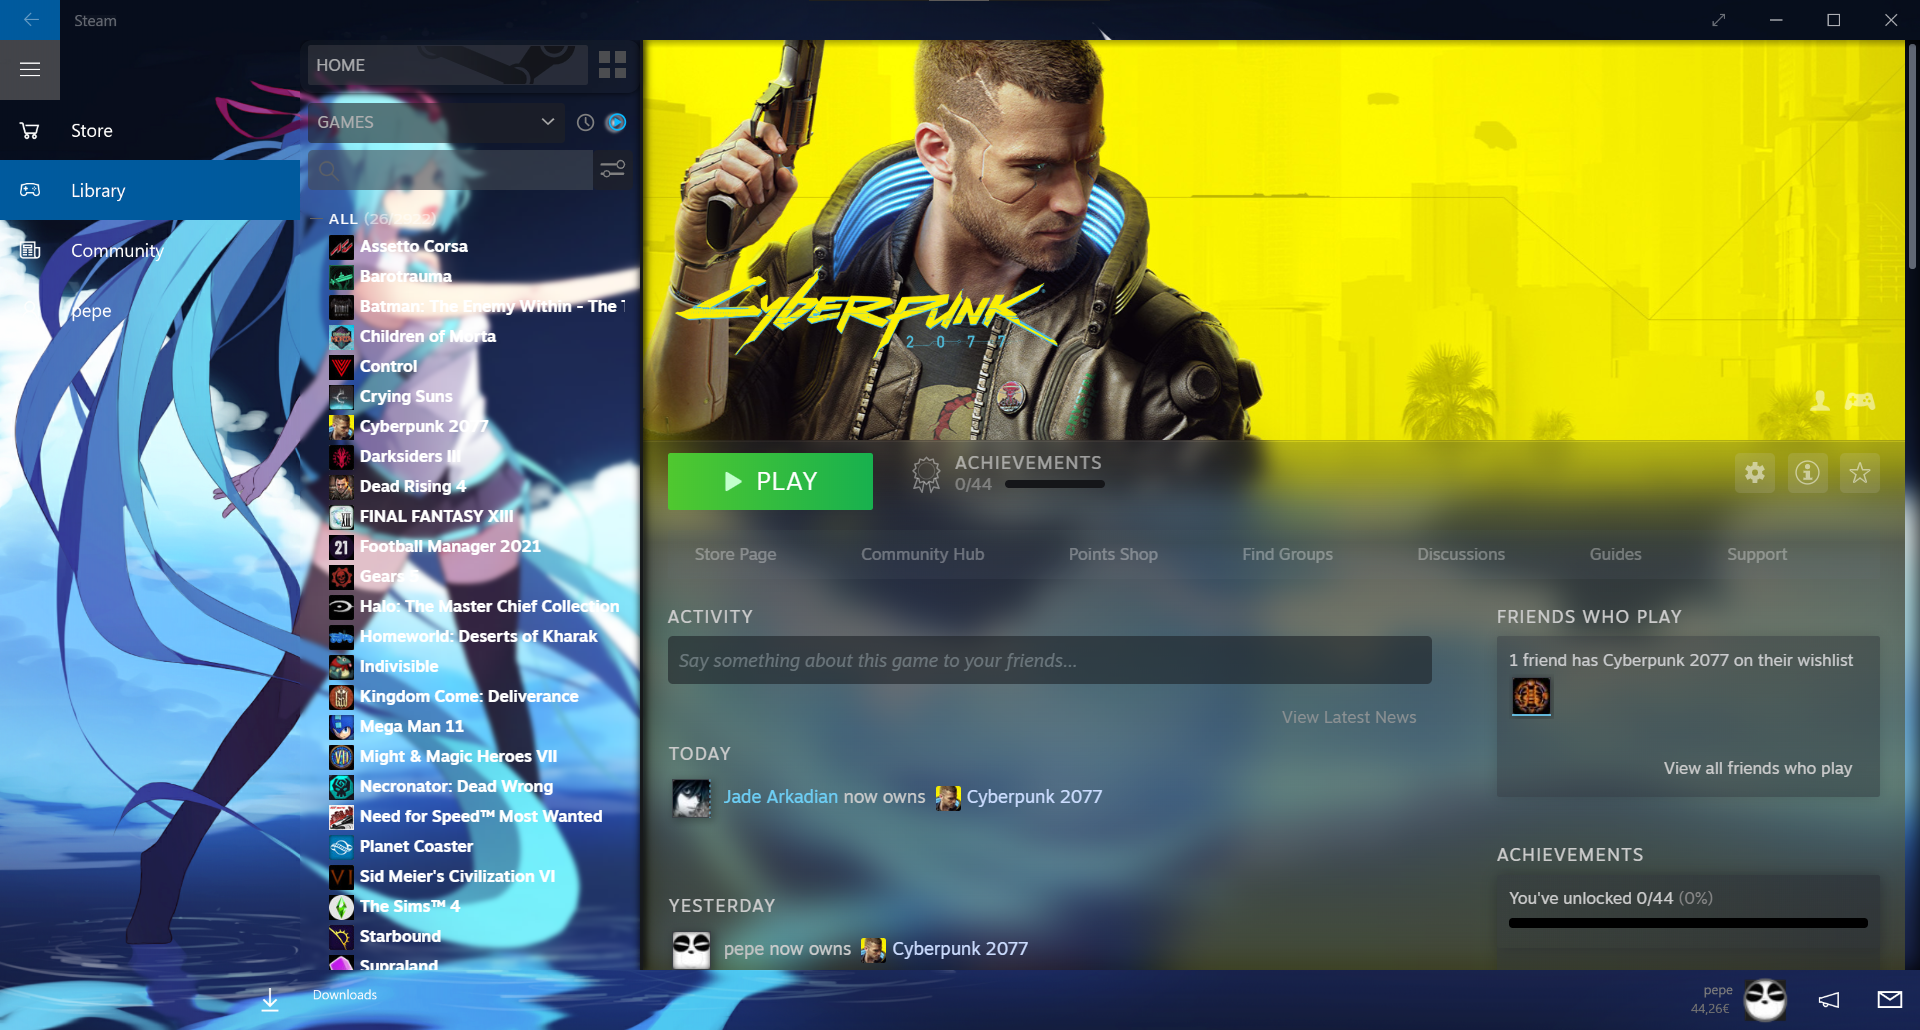 Steam
Store
Library
Community
pepe
HOME
GAMES
ALL
Assetto Corsa
Barotrauma
Batman: The Enemy Within - The T
Children of Morta
Control
Crying Suns
Cyberpunk 2077
Darksiders III
Dead Rising 4
FINAL FANTASY XIII
Football Manager 2021
Gears
Halo: The Master Chief Collection
Homeworld: Deserts of Kharak
Indivisible
Kingdom Come: Deliverance
Mega Man 11
Might & Magic Heroes VII
Necronator: Dead Wrong
Need for Speed™ Most Wanted
Planet Coaster
Sid Meier's Civilization VI
The Sims™ 4
Starbound
Supraland
Cyberpunk
2077
PLAY
ACHIEVEMENTS
0/44
Store Page
Community Hub
Points Shop
Find Groups
Discussions
Guides
Support
ACTIVITY
Say something about this game to your friends...
View Latest News
TODAY
Jade Arkadian now owns Cyberpunk 2077
YESTERDAY
pepe now owns Cyberpunk 2077
FRIENDS WHO PLAY
1 friend has Cyberpunk 2077 on their wishlist
View all friends who play
ACHIEVEMENTS
You've unlocked 0/44 (0%)
Downloads
pepe
44,26€